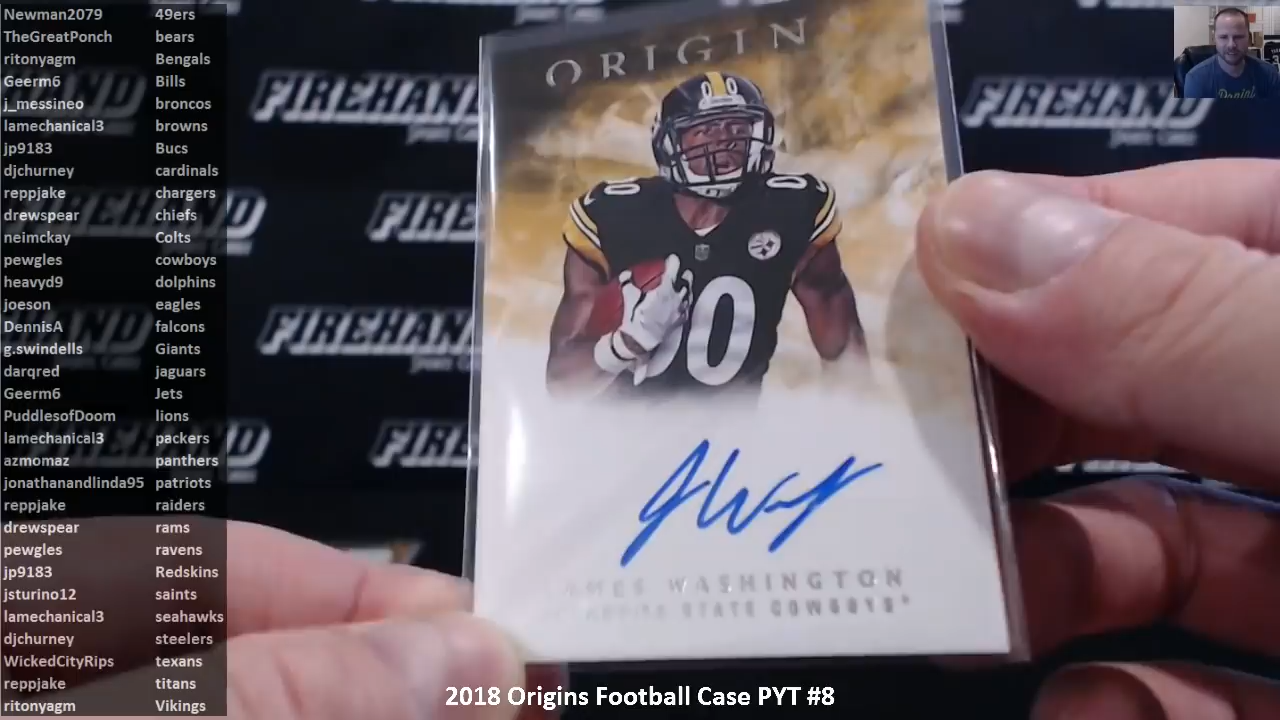 Newman2079 49ers
TheGreatPonch bears
ritonyagm Bengals
Geerm6 Bills
j_messineo broncos
lamechanical3 browns
jp9183 Bucs
djchurney cardinals
reppjake chargers
drewspear chiefs
neimckay Colts
pewgles cowboys
heavyd9 dolphins
joeson eagles
DennisA falcons
g.swindells Giants
darqred jaguars
Geerm6 Jets
PuddlesofDoom lions
lamechanical3 packers
azmomaz panthers
jonathanandlinda95 patriots
reppjake raiders
drewspear rams
pewgles ravens
jp9183 Redskins
jsturino12 saints
lamechanical3 seahawks
djchurney steelers
WickedCityRips texans
reppjake titans
ritonyagm Vikings
ORIGIN
00
WASHINGTON
STATE COWBOYS
FIREHAND
FIREHAND
FIREHAND
2018 Origins Football Case PYT #8